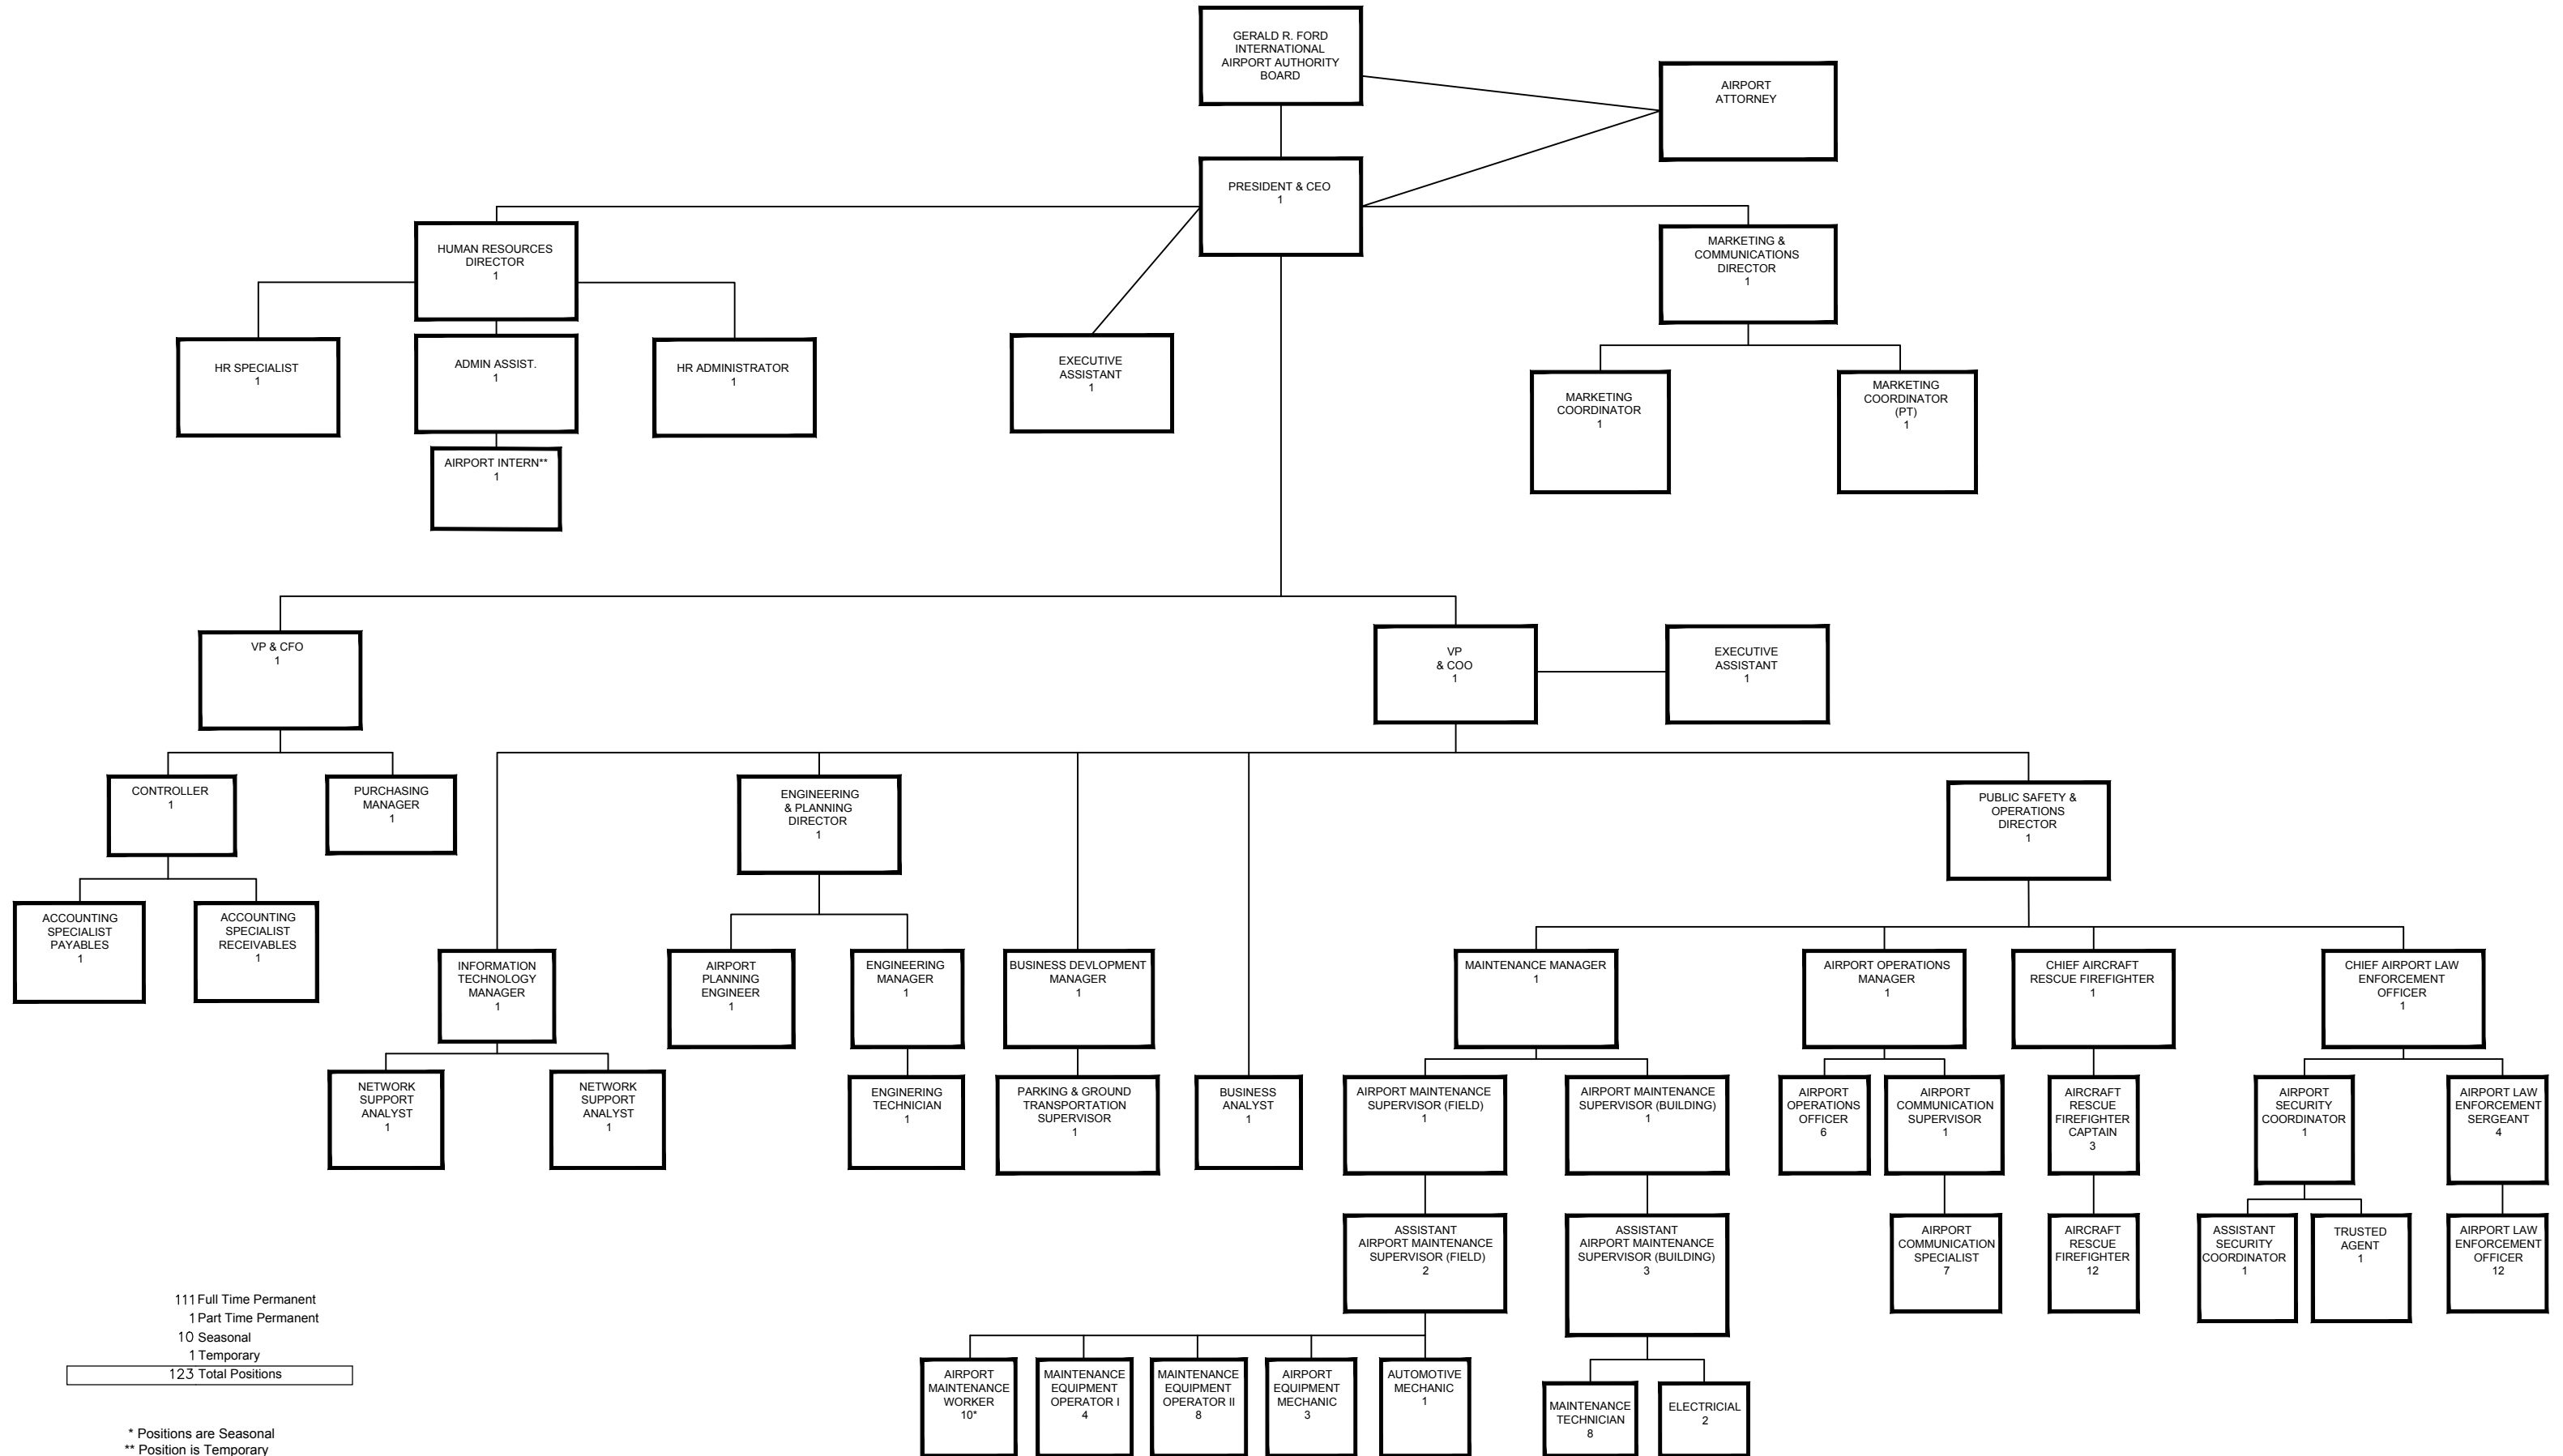 GERALD R. FORD
INTERNATIONAL
AIRPORT AUTHORITY
BOARD
AIRPORT
ATTORNEY
PRESIDENT & CEO
1
HUMAN RESOURCES
DIRECTOR
1
MARKETING &
COMMUNICATIONS
DIRECTOR
1
HR SPECIALIST
1
ADMIN ASSIST.
1
HR ADMINISTRATOR
1
EXECUTIVE
ASSISTANT
1
MARKETING
COORDINATOR
1
MARKETING
COORDINATOR
(PT)
1
AIRPORT INTERN**
1
VP & CFO
1
VP
& COO
1
EXECUTIVE
ASSISTANT
1
CONTROLLER
1
PURCHASING
MANAGER
1
ENGINEERING
& PLANNING
DIRECTOR
1
PUBLIC SAFETY &
OPERATIONS
DIRECTOR
1
ACCOUNTING
SPECIALIST
PAYABLES
1
ACCOUNTING
SPECIALIST
RECEIVABLES
1
INFORMATION
TECHNOLOGY
MANAGER
1
AIRPORT
PLANNING
ENGINEER
1
ENGINEERING
MANAGER
1
BUSINESS DEVLOPMENT
MANAGER
1
MAINTENANCE MANAGER
1
AIRPORT OPERATIONS
MANAGER
1
CHIEF AIRCRAFT
RESCUE FIREFIGHTER
1
CHIEF AIRPORT LAW
ENFORCEMENT
OFFICER
1
NETWORK
SUPPORT
ANALYST
1
NETWORK
SUPPORT
ANALYST
1
ENGINERING
TECHNICIAN
1
PARKING & GROUND
TRANSPORTATION
SUPERVISOR
1
BUSINESS
ANALYST
1
AIRPORT MAINTENANCE
SUPERVISOR (FIELD)
1
AIRPORT MAINTENANCE
SUPERVISOR (BUILDING)
1
AIRPORT
OPERATIONS
OFFICER
6
AIRPORT
COMMUNICATION
SUPERVISOR
1
AIRCRAFT
RESCUE
FIREFIGHTER
CAPTAIN
3
AIRPORT
SECURITY
COORDINATOR
1
AIRPORT LAW
ENFORCEMENT
SERGEANT
4
ASSISTANT
AIRPORT MAINTENANCE
SUPERVISOR (FIELD)
2
ASSISTANT
AIRPORT MAINTENANCE
SUPERVISOR (BUILDING)
3
AIRPORT
COMMUNICATION
SPECIALIST
7
AIRCRAFT
RESCUE
FIREFIGHTER
12
ASSISTANT
SECURITY
COORDINATOR
1
TRUSTED
AGENT
1
AIRPORT LAW
ENFORCEMENT
OFFICER
12
AIRPORT
MAINTENANCE
WORKER
10*
MAINTENANCE
EQUIPMENT
OPERATOR I
4
MAINTENANCE
EQUIPMENT
OPERATOR II
8
AIRPORT
EQUIPMENT
MECHANIC
3
AUTOMOTIVE
MECHANIC
1
MAINTENANCE
TECHNICIAN
8
ELECTRICIAL
2
111 Full Time Permanent
1 Part Time Permanent
10 Seasonal
1 Temporary
123 Total Positions
* Positions are Seasonal
** Position is Temporary